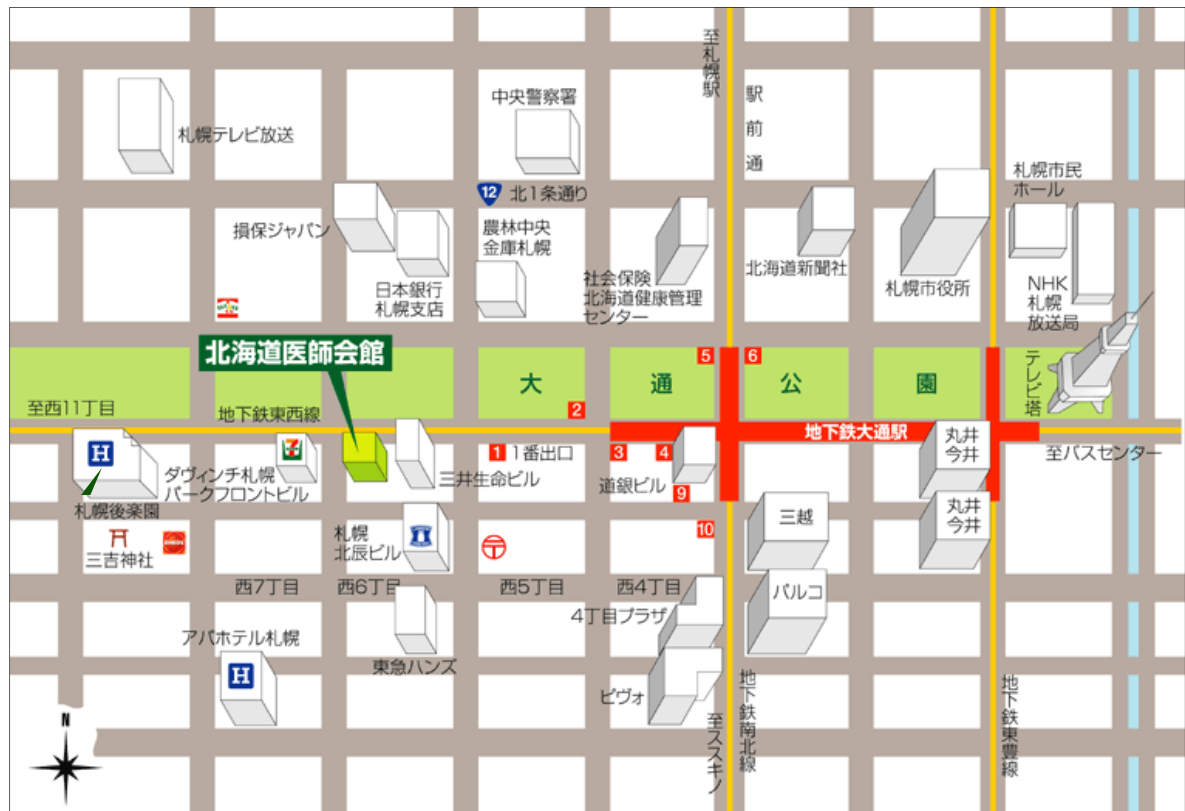 至札幌駅
駅前通
中央警察署
札幌テレビ放送
12
北1条通り
札幌市民
ホール
損保ジャパン
農林中央
金庫札幌
日本銀行
札幌支店
社会保険
北海道健康管理
センター
北海道新聞社
札幌市役所
NHK
札幌
放送局
北海道医師会館
5
6
大通公園
テレビ塔
至西11丁目
地下鉄東西線
2
地下鉄大通駅
丸井
今井
至バスセンター
H
7
1
1番出口
3
4
ダヴィンチ札幌
パークフロントビル
三井生命ビル
道銀ビル
9
札幌後楽園
丸井
今井
三越
10
札幌
北辰ビル
三吉神社
西7丁目
西6丁目
西5丁目
西4丁目
パルコ
4丁目プラザ
アパホテル札幌
H
東急ハンズ
ピヴォ
至ススキノ
地下鉄南北線
地下鉄東豊線
N